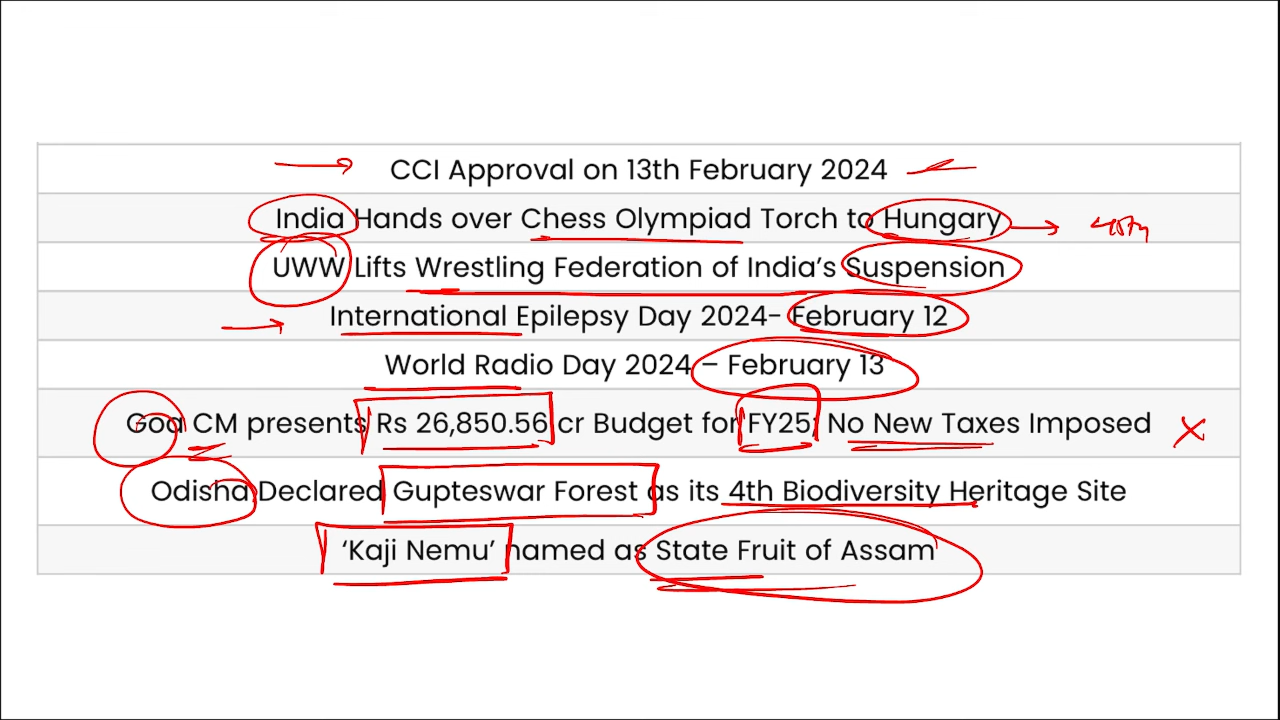 CCI Approval on 13th February 2024
India Hands over Chess Olympiad Torch to Hungary
UWW Lifts Wrestling Federation of India's Suspension
International Epilepsy Day 2024- February 12
World Radio Day 2024 – February 13
Goa CM presents Rs 26,850.56 cr Budget for FY25; No New Taxes Imposed
Odisha Declared Gupteswar Forest as its 4th Biodiversity Heritage Site
'Kaji Nemu' named as State Fruit of Assam